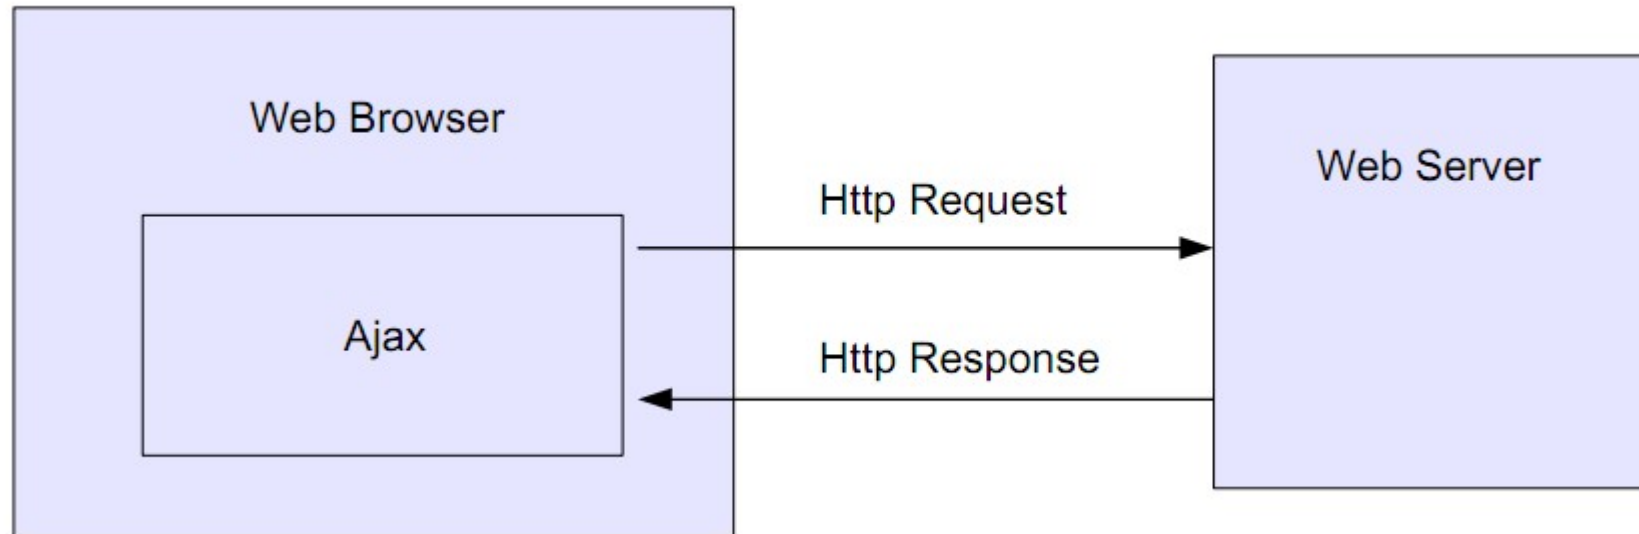 Web Browser
Web Server
Http Request
Ajax
Http Response